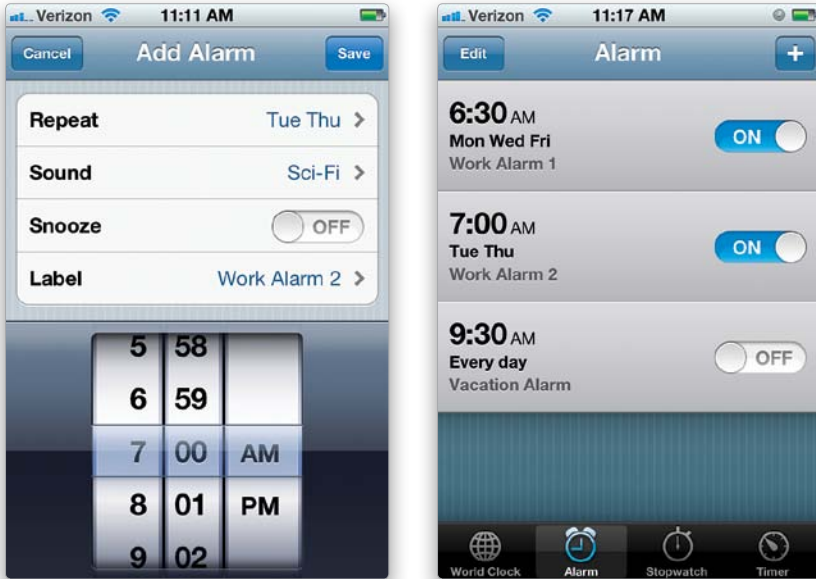 Verizon 11:11 AM
Cancel Add Alarm Save
Repeat Tue Thu
Sound Sci-Fi
Snooze OFF
Label Work Alarm 2
5 58
6 59
7 00 AM
8 01 PM
9 02
Verizon 11:17 AM
Edit Alarm +
6:30 AM
Mon Wed Fri
Work Alarm 1
ON
7:00 AM
Tue Thu
Work Alarm 2
ON
9:30 AM
Every day
Vacation Alarm
OFF
World Clock Alarm Stopwatch Timer